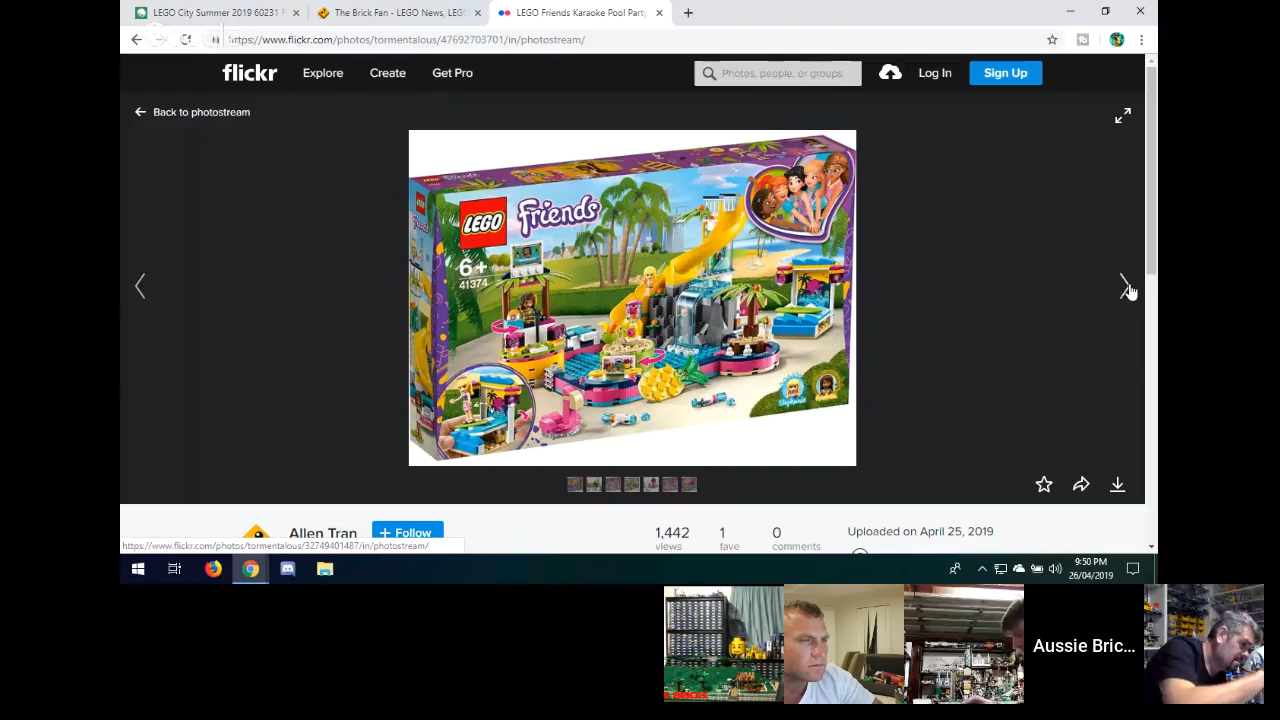 LEGO City Summer 2019 60231 F
The Brick Fan - LEGO News, LEG
LEGO Friends Karaoke Pool Party
https://www.flickr.com/photos/tormentalous/47692703701/in/photostream/
flickr
Explore
Create
Get Pro
Photos, people, or groups
Log In
Sign Up
Back to photostream
LEGO
Friends
LEGO
Friends
6+
41374
Stephanie
Allen Tran
+ Follow
1,442
views
1
fave
0
comments
Uploaded on April 25, 2019
https://www.flickr.com/photos/tormentalous/32749401487/in/photostream/
9:50 PM
26/04/2019
Aussie Bric...